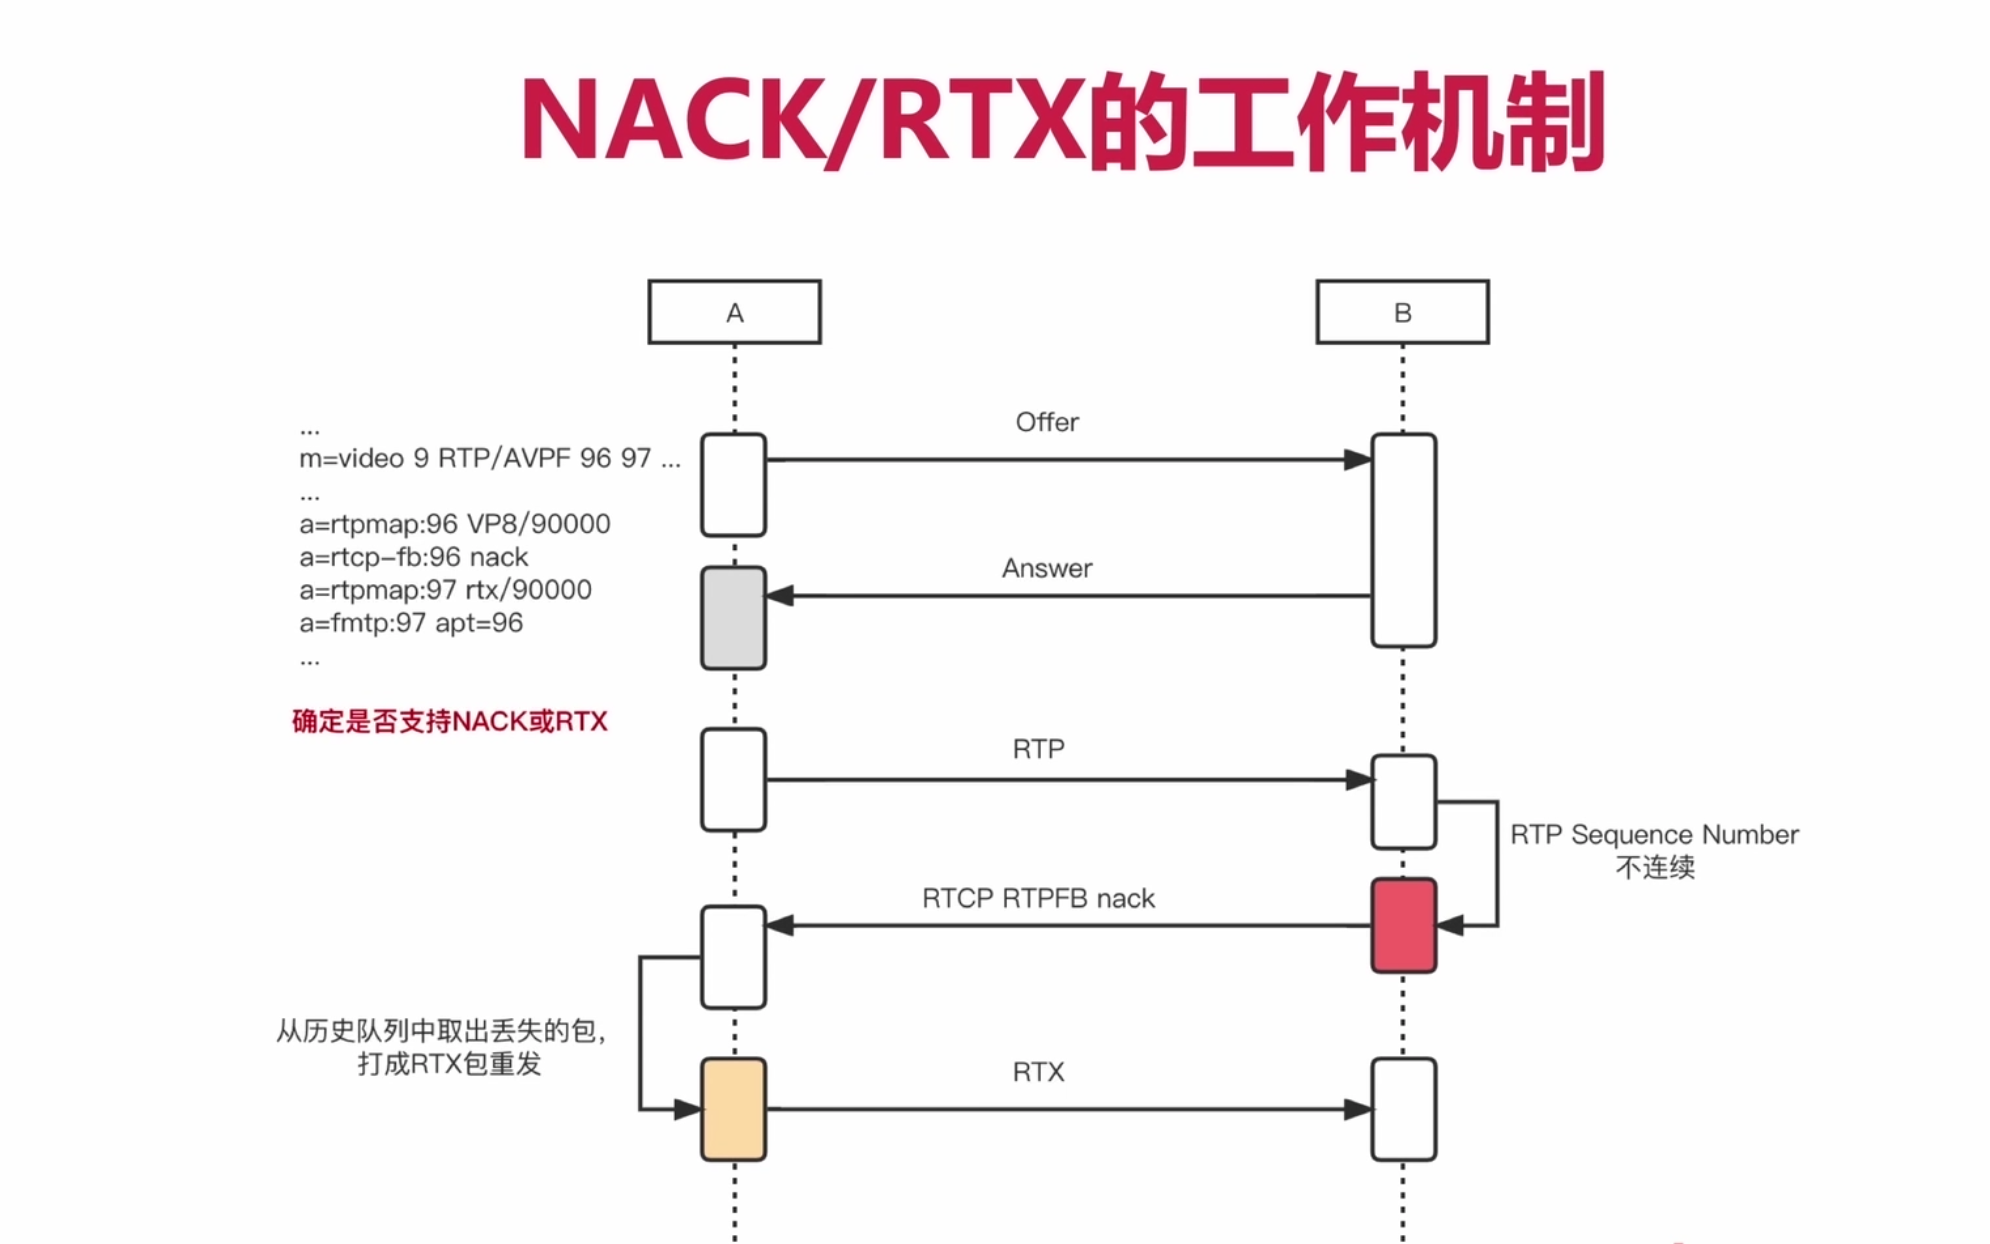 NACK/RTX的工作机制
A
B
...
m=video 9 RTP/AVPF 96 97 ...
...
a=rtpmap:96 VP8/90000
a=rtcp-fb:96 nack
a=rtpmap:97 rtx/90000
a=fmtp:97 apt=96
...
确定是否支持NACK或RTX
Offer
Answer
RTP
RTP Sequence Number
不连续
RTCP RTPFB nack
从历史队列中取出丢失的包，
打成RTX包重发
RTX